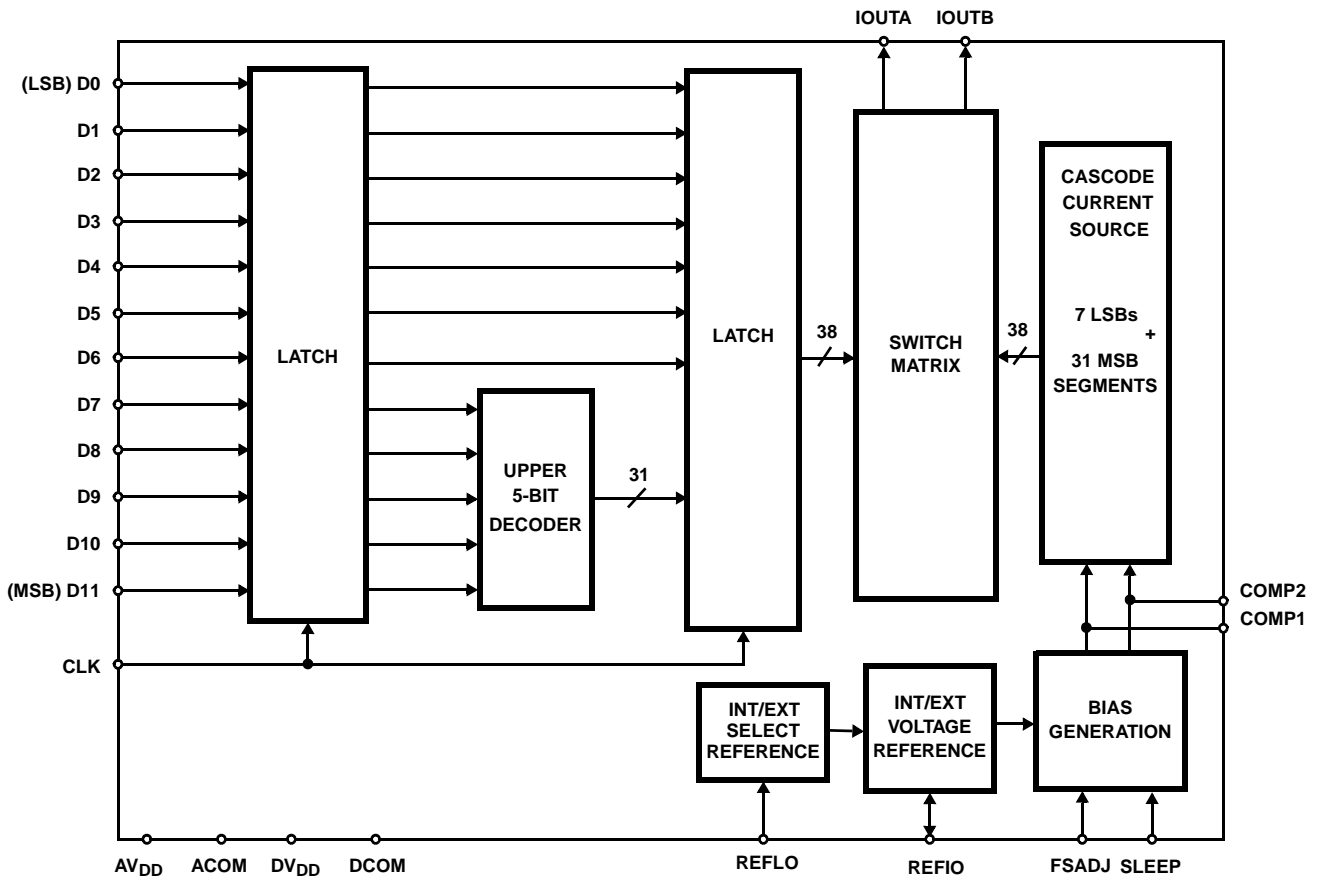 IOUTA IOUTB
(LSB) D0
D1
D2
D3
D4
D5
D6
D7
D8
D9
D10
(MSB) D11
CLK
LATCH
UPPER
5-BIT
DECODER
31
LATCH
38
SWITCH
MATRIX
38
CASCODE
CURRENT
SOURCE
7 LSBs
+
31 MSB
SEGMENTS
COMP2
COMP1
INT/EXT
SELECT
REFERENCE
INT/EXT
VOLTAGE
REFERENCE
BIAS
GENERATION
AVDD ACOM DVDD DCOM REFLO REFIO FSADJ SLEEP